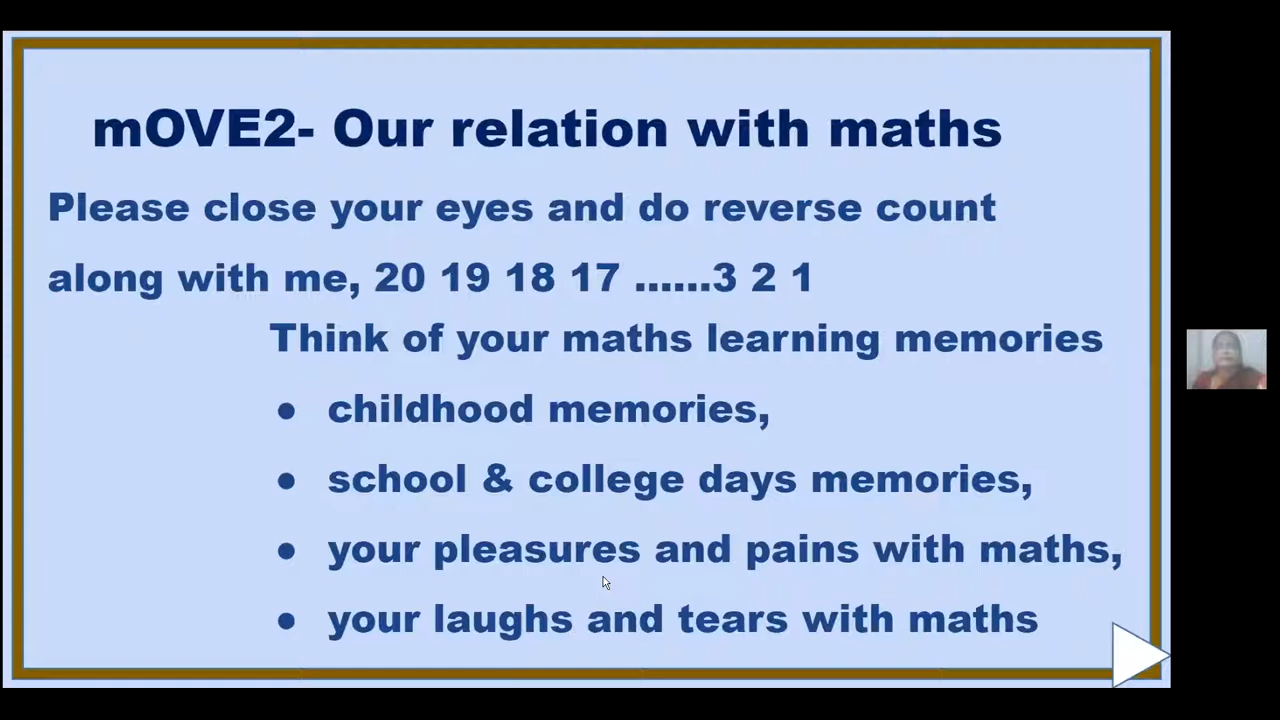 mOVE2- Our relation with maths
Please close your eyes and do reverse count
along with me, 20 19 18 17 ......3 2 1
Think of your maths learning memories
● childhood memories,
● school & college days memories,
● your pleasures and pains with maths,
● your laughs and tears with maths